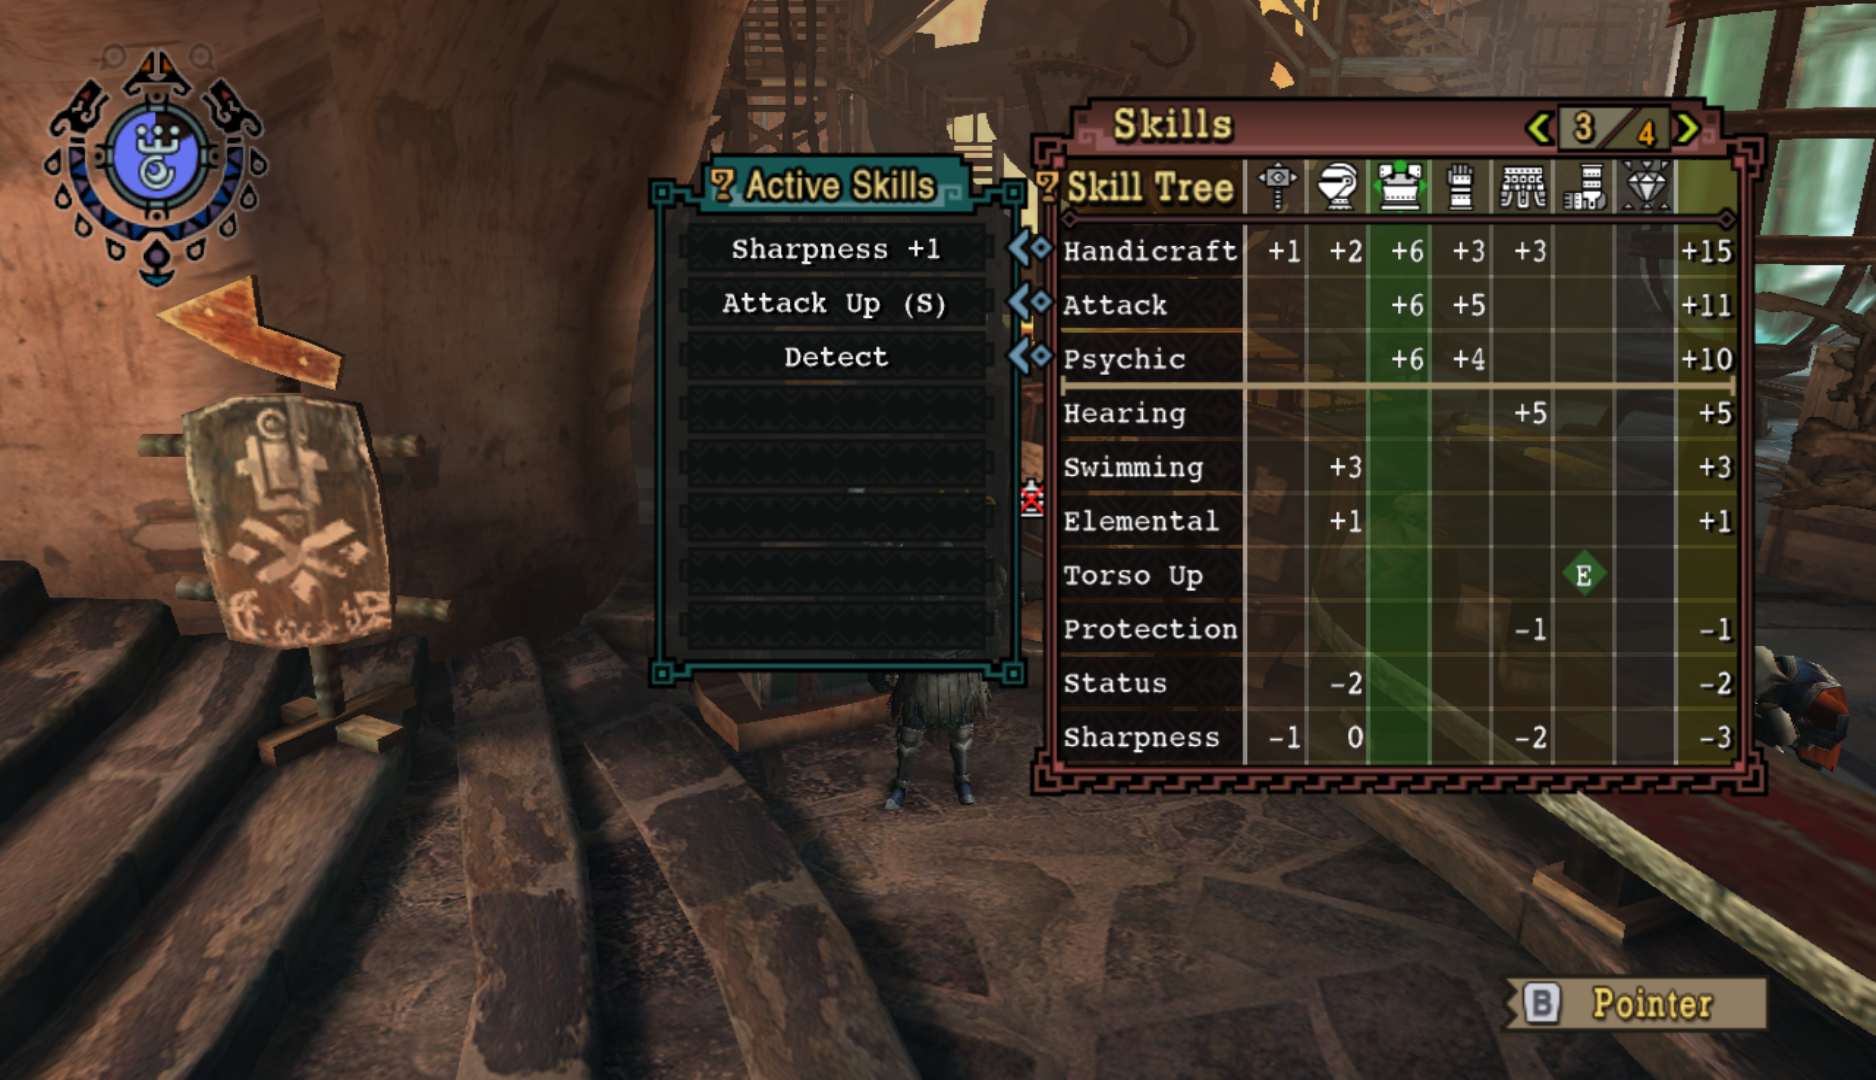 Skills
3/4
? Active Skills
Sharpness +1
Attack Up (S)
Detect
? Skill Tree
Handicraft +1 +2 +6 +3 +3 +15
Attack +6 +5 +11
Psychic +6 +4 +10
Hearing +5 +5
Swimming +3 +3
Elemental +1 +1
Torso Up E
Protection -1 -1
Status -2 -2
Sharpness -1 0 -2 -3
B Pointer